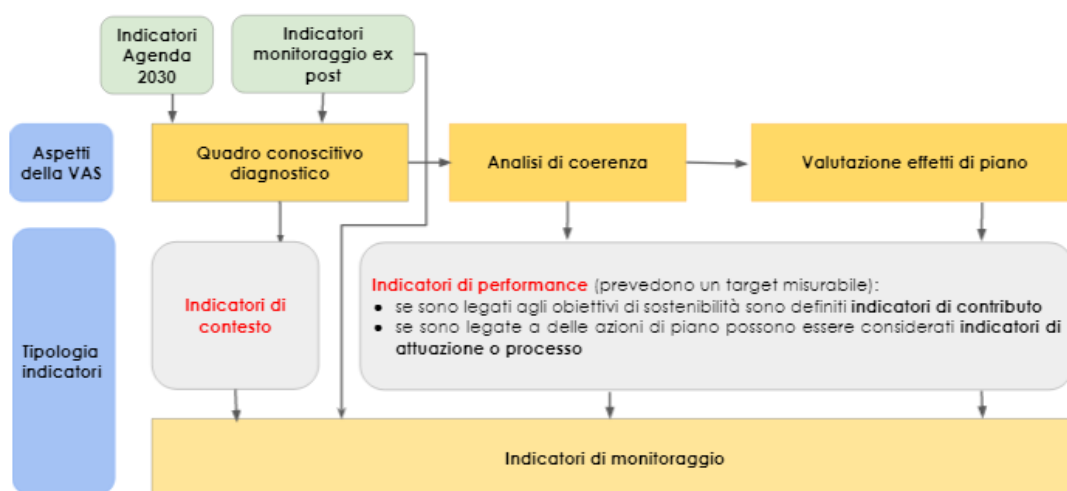 Indicatori
Agenda
2030
Indicatori
monitoraggio ex
post
Aspetti
della VAS
Quadro conoscitivo
diagnostico
Analisi di coerenza
Valutazione effetti di piano
Tipologia
indicatori
Indicatori di
contesto
Indicatori di performance (prevedono un target misurabile):
• se sono legati agli obiettivi di sostenibilità sono definiti indicatori di contributo
• se sono legate a delle azioni di piano possono essere considerati indicatori di
attuazione o processo
Indicatori di monitoraggio